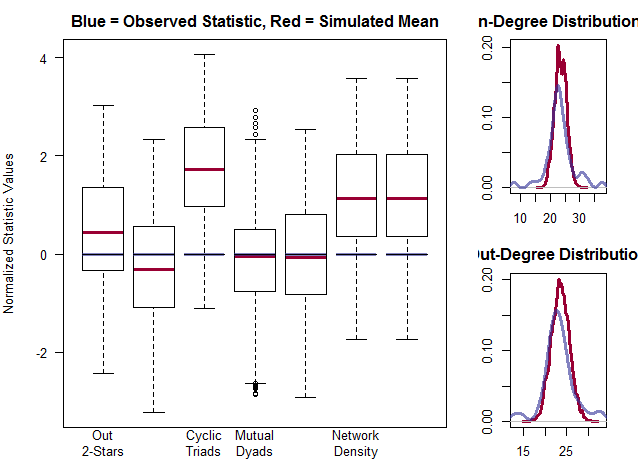 Blue = Observed Statistic, Red = Simulated Mean
Normalized Statistic Values
4
2
0
-2
Out
2-Stars
Cyclic
Triads
Mutual
Dyads
Network
Density
n-Degree Distribution
0.20
0.10
0.00
10 20 30
Out-Degree Distributio
0.20
0.10
0.00
15 25